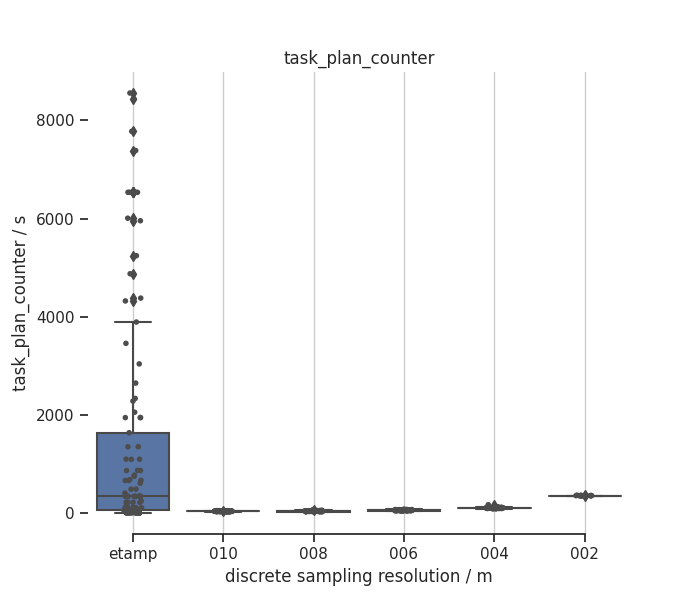 task_plan_counter
8000
6000
4000
2000
0
task_plan_counter / s
etamp 010 008 006 004 002
discrete sampling resolution / m